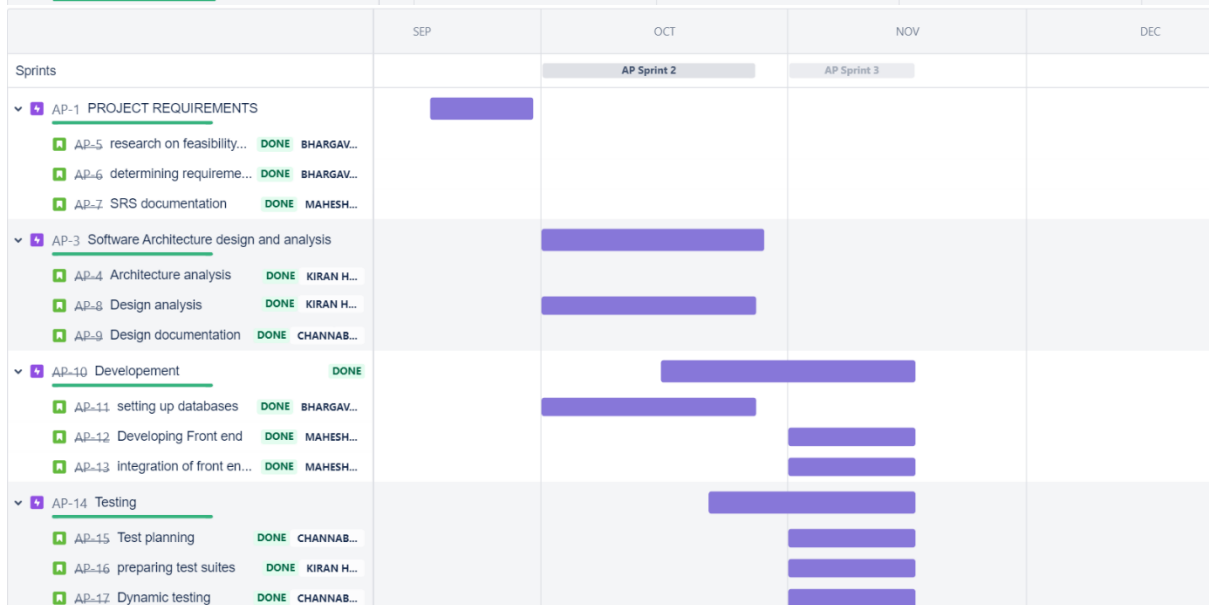 SEP OCT NOV DEC
Sprints AP Sprint 2 AP Sprint 3
AP-1 PROJECT REQUIREMENTS
AP-5 research on feasibility... DONE BHARGAV...
AP-6 determining requireme... DONE BHARGAV...
AP-7 SRS documentation DONE MAHESH...
AP-3 Software Architecture design and analysis
AP-4 Architecture analysis DONE KIRAN H...
AP-8 Design analysis DONE KIRAN H...
AP-9 Design documentation DONE CHANNAB...
AP-10 Developement DONE
AP-11 setting up databases DONE BHARGAV...
AP-12 Developing Front end DONE MAHESH...
AP-13 integration of front en... DONE MAHESH...
AP-14 Testing
AP-15 Test planning DONE CHANNAB...
AP-16 preparing test suites DONE KIRAN H...
AP-17 Dynamic testing DONE CHANNAB...